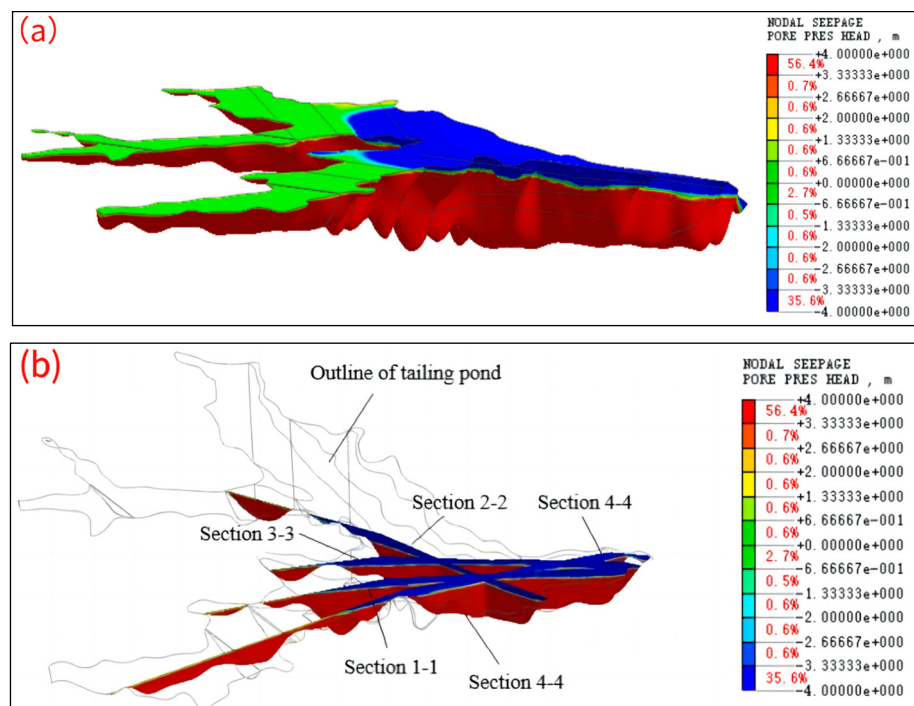 (a)
NODAL SEEPAGE
PORE PRES HEAD , m
+4.00000e+000
56.4%
+3.33333e+000
0.7%
+2.66667e+000
0.6%
+2.00000e+000
0.6%
+1.33333e+000
0.6%
+6.66667e-001
0.6%
+0.00000e+000
2.7%
-6.66667e-001
0.5%
-1.33333e+000
0.6%
-2.00000e+000
0.6%
-2.66667e+000
0.6%
-3.33333e+000
35.6%
-4.00000e+000
(b)
Outline of tailing pond
Section 2-2
Section 4-4
Section 3-3
Section 1-1
Section 4-4
NODAL SEEPAGE
PORE PRES HEAD , m
+4.00000e+000
56.4%
+3.33333e+000
0.7%
+2.66667e+000
0.6%
+2.00000e+000
0.6%
+1.33333e+000
0.6%
+6.66667e-001
0.6%
+0.00000e+000
2.7%
-6.66667e-001
0.5%
-1.33333e+000
0.6%
-2.00000e+000
0.6%
-2.66667e+000
0.6%
-3.33333e+000
35.6%
-4.00000e+000